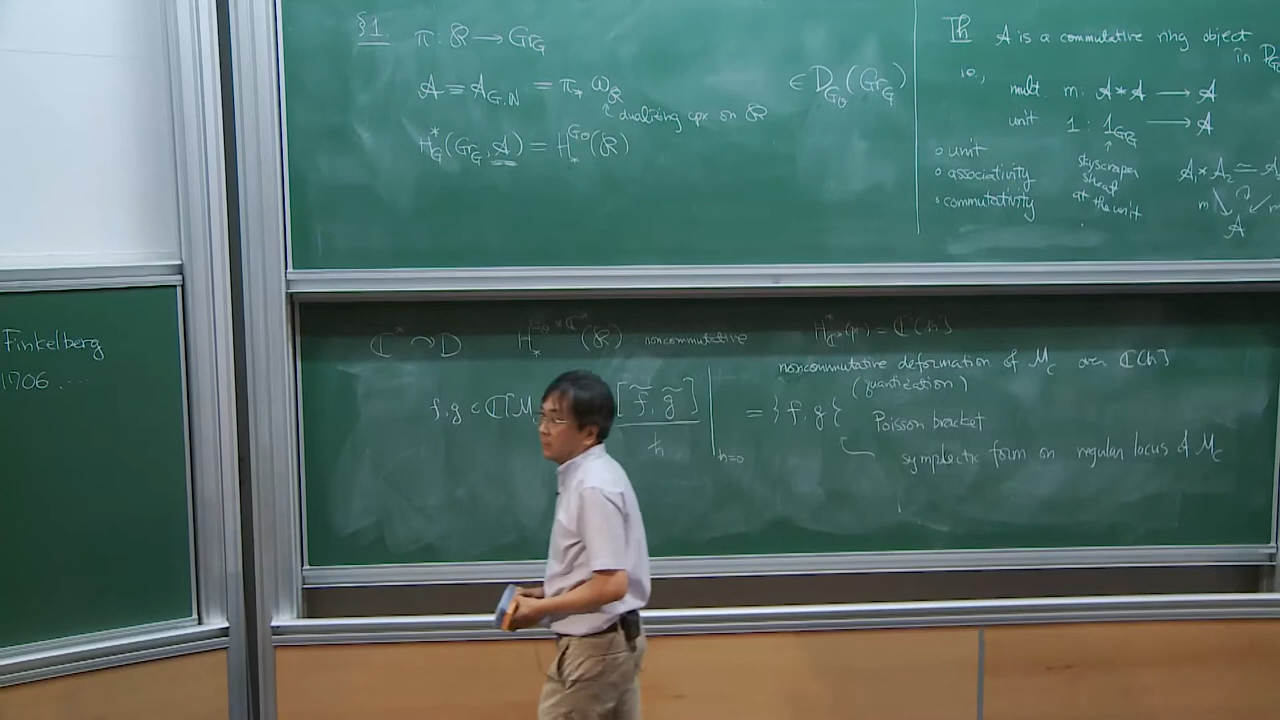 §1. π: ℛ → Gr_G
𝒜 = 𝒜_{G,N} = π_* ω_ℛ ∈ D_{G_O}(Gr_G)
↑ dualizing cpx on ℛ
H^*_G(Gr_G, 𝒜) = H^{G_O}_*(ℛ)
Th 𝒜 is a commutative ring object
in D
i.e.,
mult. m: 𝒜 * 𝒜 → 𝒜
unit 1: 1_{Gr} → 𝒜
↑
skyscraper
sheaf
at the unit
∘ unit
∘ associativity
∘ commutativity
A_1 * A_2 ≃
m
A
Finkelberg
1706. ....
ℂ^* ↷ D H_*^{G_O ⋊ ℂ^*}(ℛ) noncommutative H^*_{ℂ^*}(pt) = ℂ[ℏ]
noncommutative deformation of M_C over ℂ[ℏ]
(quantization)
f, g ∈ ℂ[M [f̃, g̃] / ℏ |_{ℏ=0} = {f, g} Poisson bracket
symplectic form on regular locus of M_C